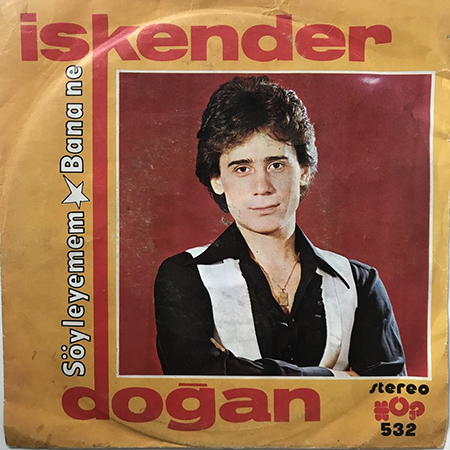 iskender
Söyleyemem ★ Bana ne
doğan
stereo
532